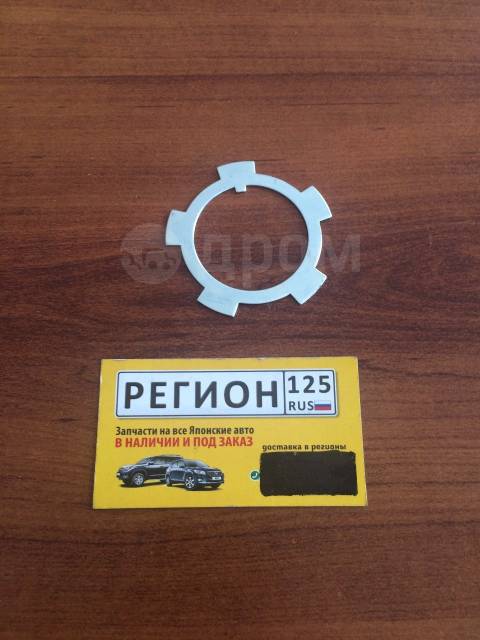 дром
РЕГИОН 125
RUS
Запчасти на все Японские авто
В НАЛИЧИИ И ПОД ЗАКАЗ
доставка в регионы